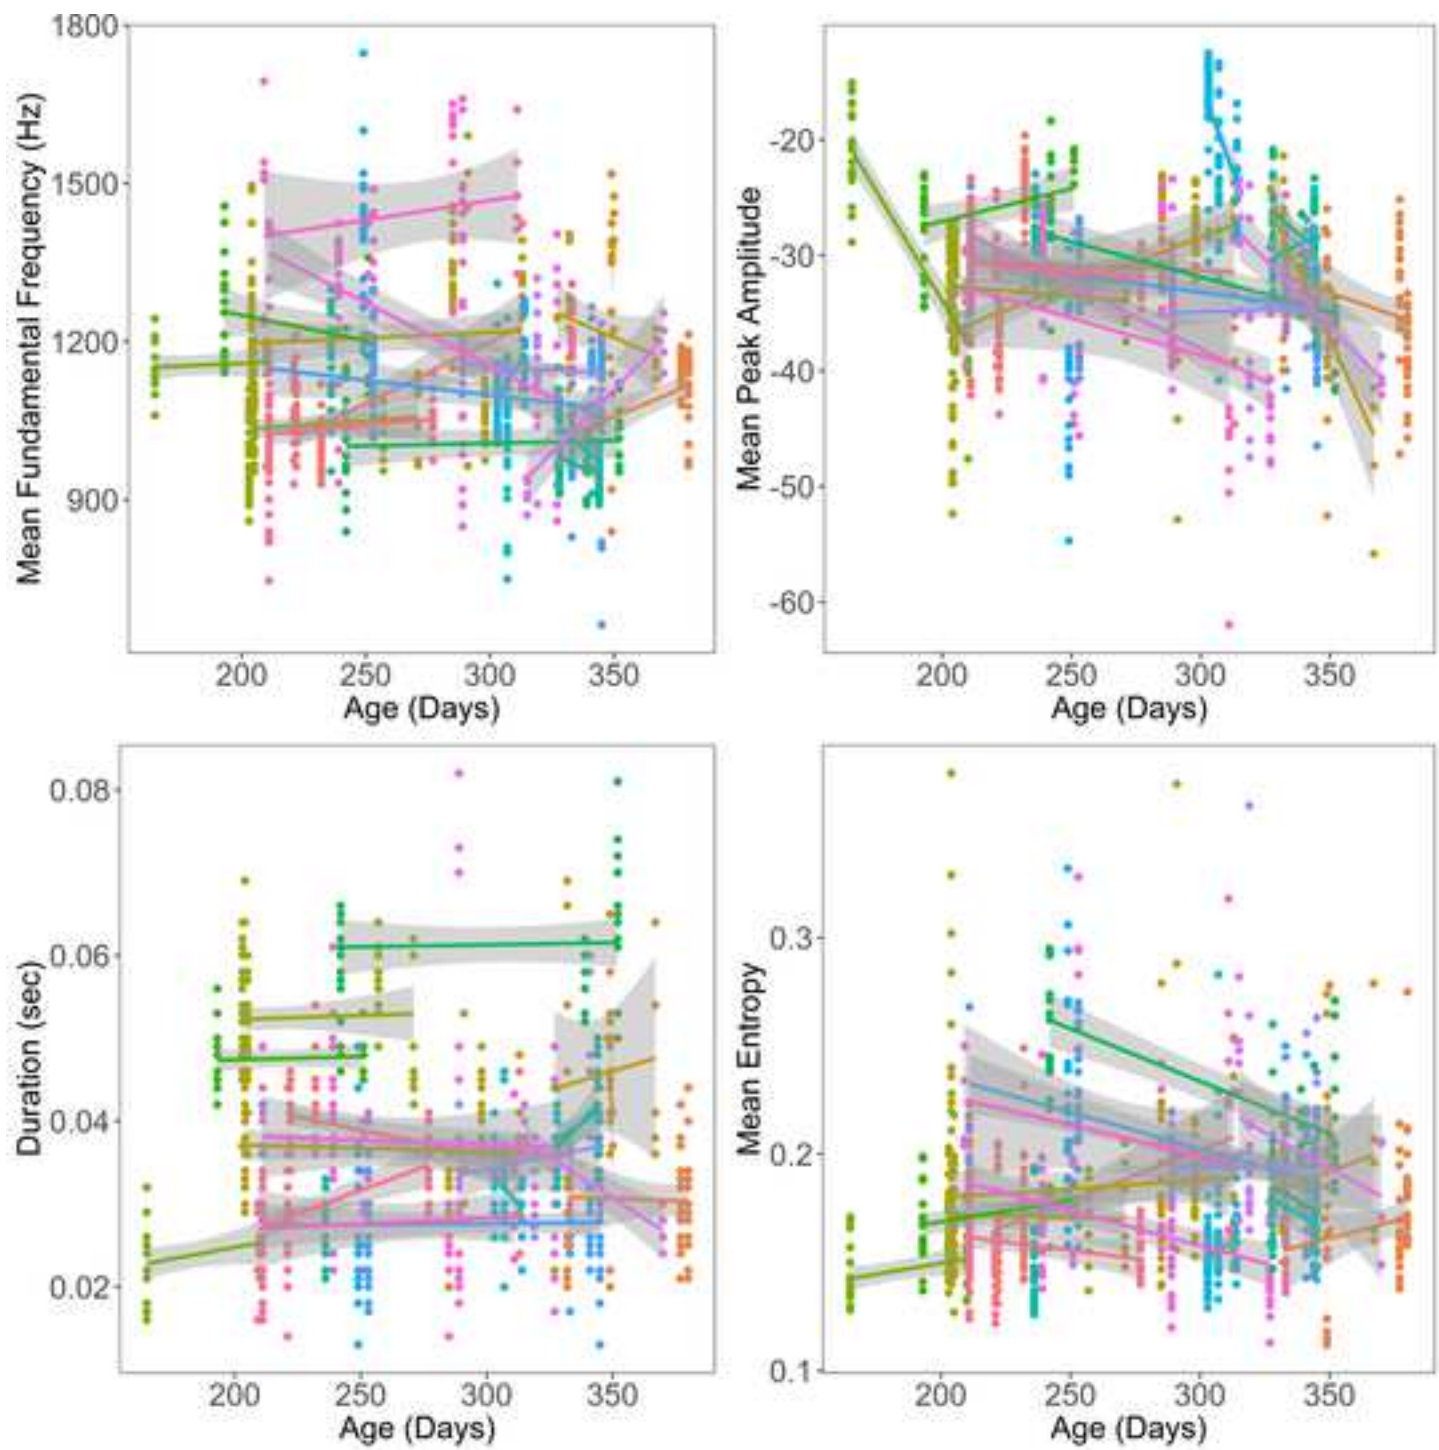 1800
1500
1200
900
Mean Fundamental Frequency (Hz)
200 250 300 350
Age (Days)
-20
-30
-40
-50
-60
Mean Peak Amplitude
200 250 300 350
Age (Days)
0.08
0.06
0.04
0.02
Duration (sec)
200 250 300 350
Age (Days)
0.3
0.2
0.1
Mean Entropy
200 250 300 350
Age (Days)